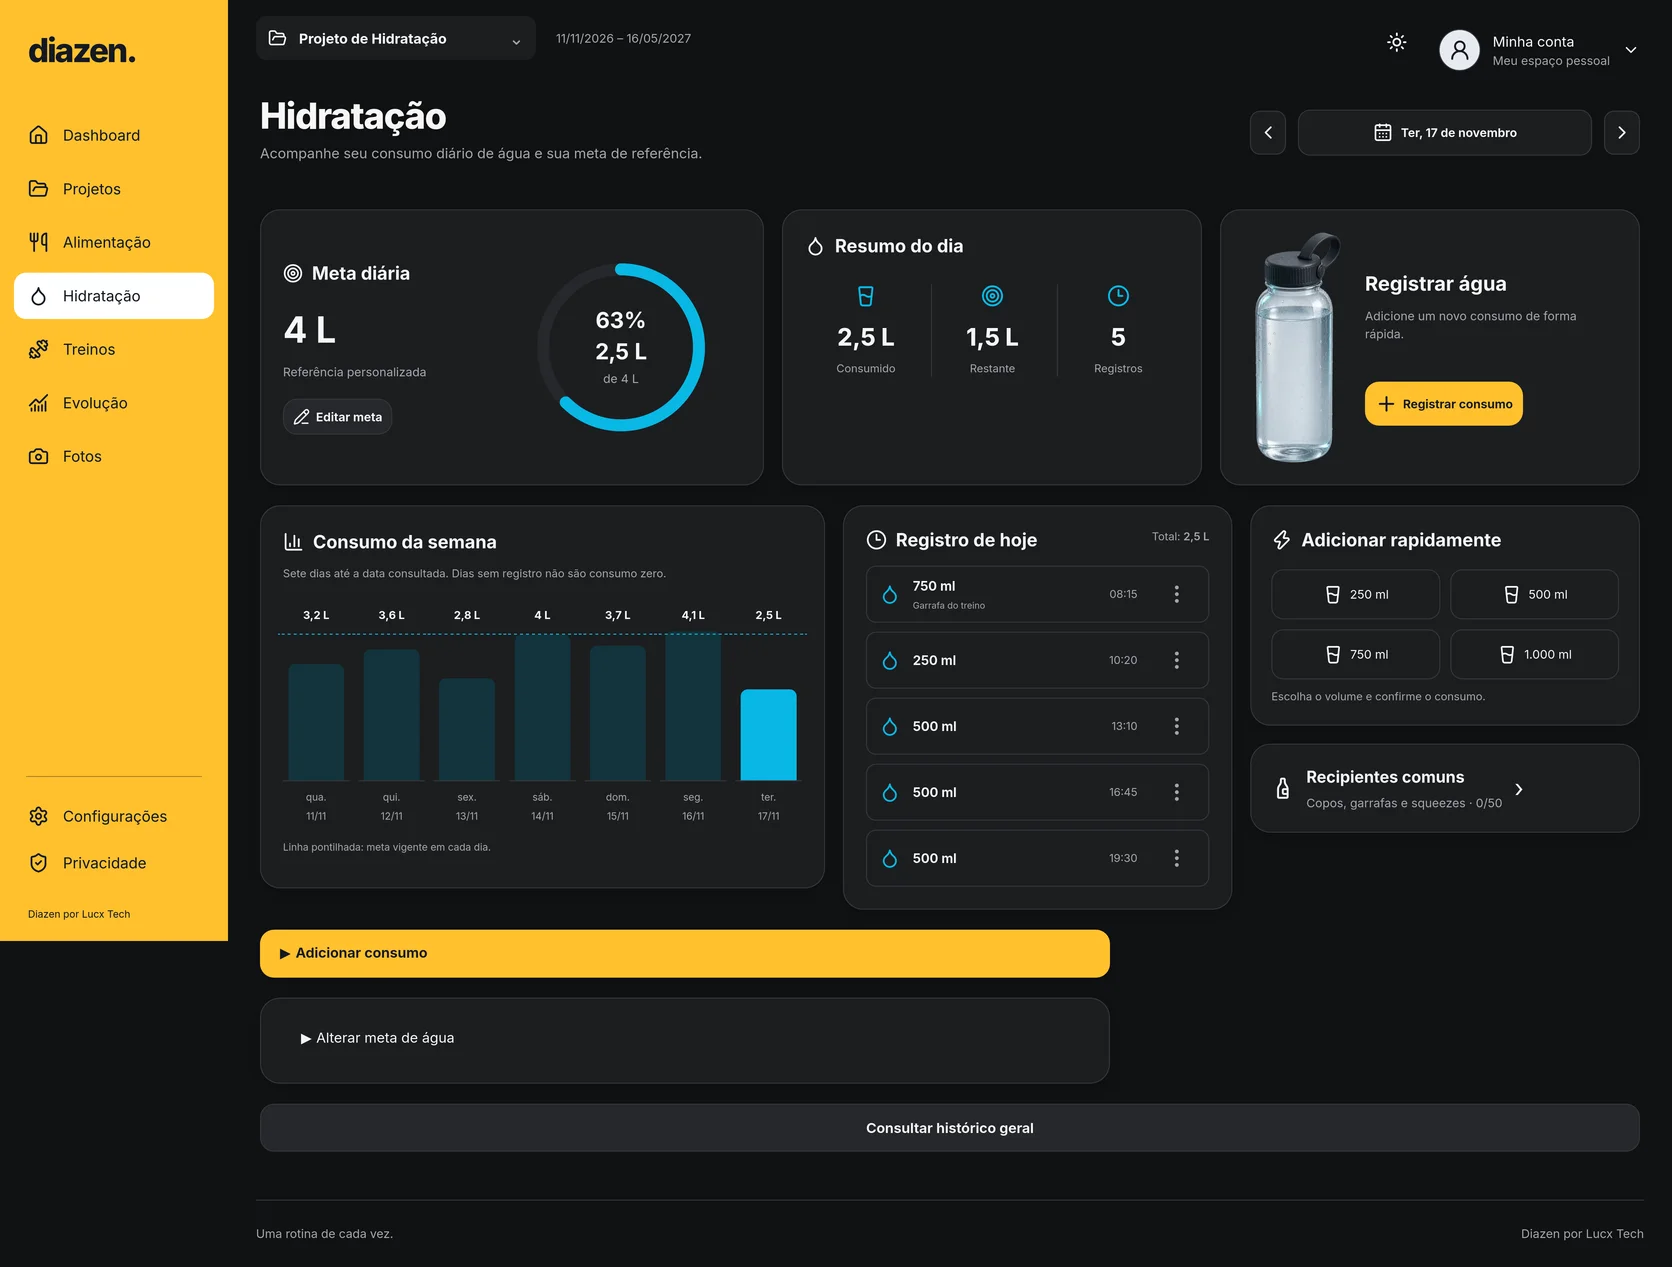 diazen.
Dashboard
Projetos
Alimentação
Hidratação
Treinos
Evolução
Fotos
Configurações
Privacidade
Diazen por Lucx Tech
Projeto de Hidratação
11/11/2026 – 16/05/2027
Minha conta
Meu espaço pessoal
Hidratação
Acompanhe seu consumo diário de água e sua meta de referência.
Ter, 17 de novembro
Meta diária
4 L
Referência personalizada
Editar meta
63%
2,5 L
de 4 L
Resumo do dia
2,5 L
Consumido
1,5 L
Restante
5
Registros
Registrar água
Adicione um novo consumo de forma
rápida.
Registrar consumo
Consumo da semana
Sete dias até a data consultada. Dias sem registro não são consumo zero.
3,2 L 3,6 L 2,8 L 4 L 3,7 L 4,1 L 2,5 L
qua. qui. sex. sáb. dom. seg. ter.
11/11 12/11 13/11 14/11 15/11 16/11 17/11
Linha pontilhada: meta vigente em cada dia.
Registro de hoje
Total: 2,5 L
750 ml
Garrafa do treino
08:15
250 ml 10:20
500 ml 13:10
500 ml 16:45
500 ml 19:30
Adicionar rapidamente
250 ml
500 ml
750 ml
1.000 ml
Escolha o volume e confirme o consumo.
Recipientes comuns
Copos, garrafas e squeezes · 0/50
▶ Adicionar consumo
▶ Alterar meta de água
Consultar histórico geral
Uma rotina de cada vez.
Diazen por Lucx Tech